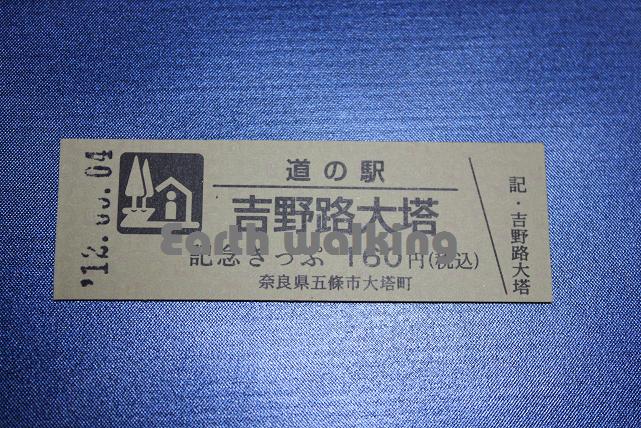 道の駅
吉野路大塔
Earth walking
記念きっぷ 160円(税込)
奈良県五條市大塔町
記・吉野路大塔